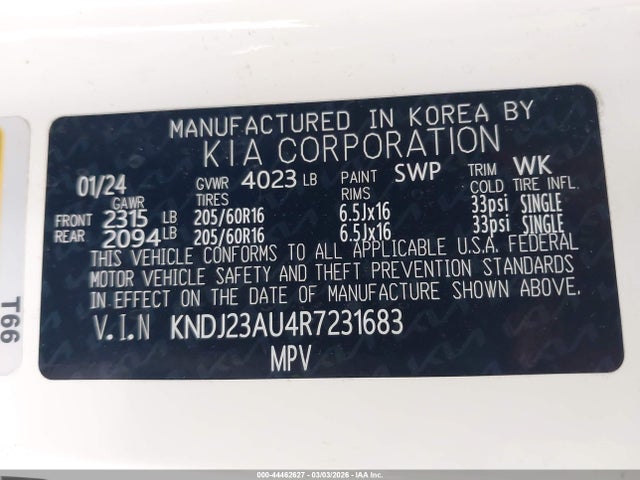 MANUFACTURED IN KOREA BY
KIA CORPORATION
01/24 GVWR 4023 LB PAINT SWP TRIM WK
GAWR TIRES RIMS COLD TIRE INFL.
FRONT 2315 LB 205/60R16 6.5Jx16 33psi SINGLE
REAR 2094 LB 205/60R16 6.5Jx16 33psi SINGLE
THIS VEHICLE CONFORMS TO ALL APPLICABLE U.S.A. FEDERAL
MOTOR VEHICLE SAFETY AND THEFT PREVENTION STANDARDS
IN EFFECT ON THE DATE OF MANUFACTURE SHOWN ABOVE.
V.I.N KNDJ23AU4R7231683
MPV
T66
000-44462627 - 03/03/2026 - IAA Inc.